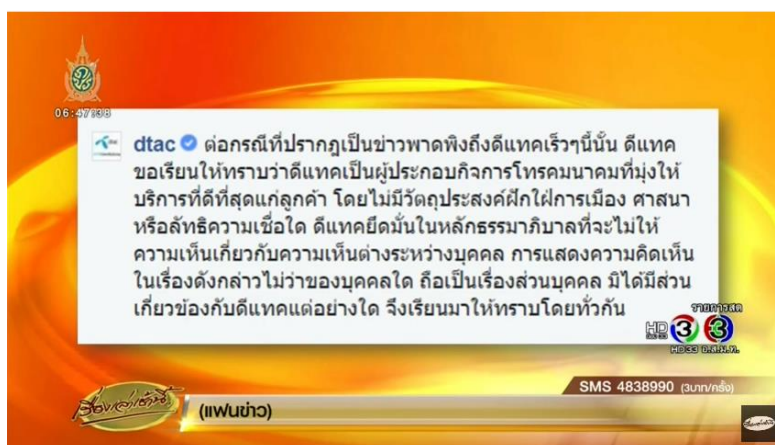 06:47:38
dtac ต่อกรณีที่ปรากฎเป็นข่าวพาดพิงถึงดีแทคเร็วๆนี้นั้น ดีแทค
ขอเรียนให้ทราบว่าดีแทคเป็นผู้ประกอบกิจการโทรคมนาคมที่มุ่งให้
บริการที่ดีที่สุดแก่ลูกค้า โดยไม่มีวัตถุประสงค์ฝักใฝ่การเมือง ศาสนา
หรือลัทธิความเชื่อใด ดีแทคยึดมั่นในหลักธรรมาภิบาลที่จะไม่ให้
ความเห็นเกี่ยวกับความเห็นต่างระหว่างบุคคล การแสดงความคิดเห็น
ในเรื่องดังกล่าวไม่ว่าของบุคคลใด ถือเป็นเรื่องส่วนบุคคล มิได้มีส่วน
เกี่ยวข้องกับดีแทคแต่อย่างใด จึงเรียนมาให้ทราบโดยทั่วกัน
รายการสด
HD 3 3
HD 33 อ.ส.ม.ท.
SMS 4838990 (3บาท/ครั้ง)
เรื่องเล่าเช้านี้ (แฟนข่าว)